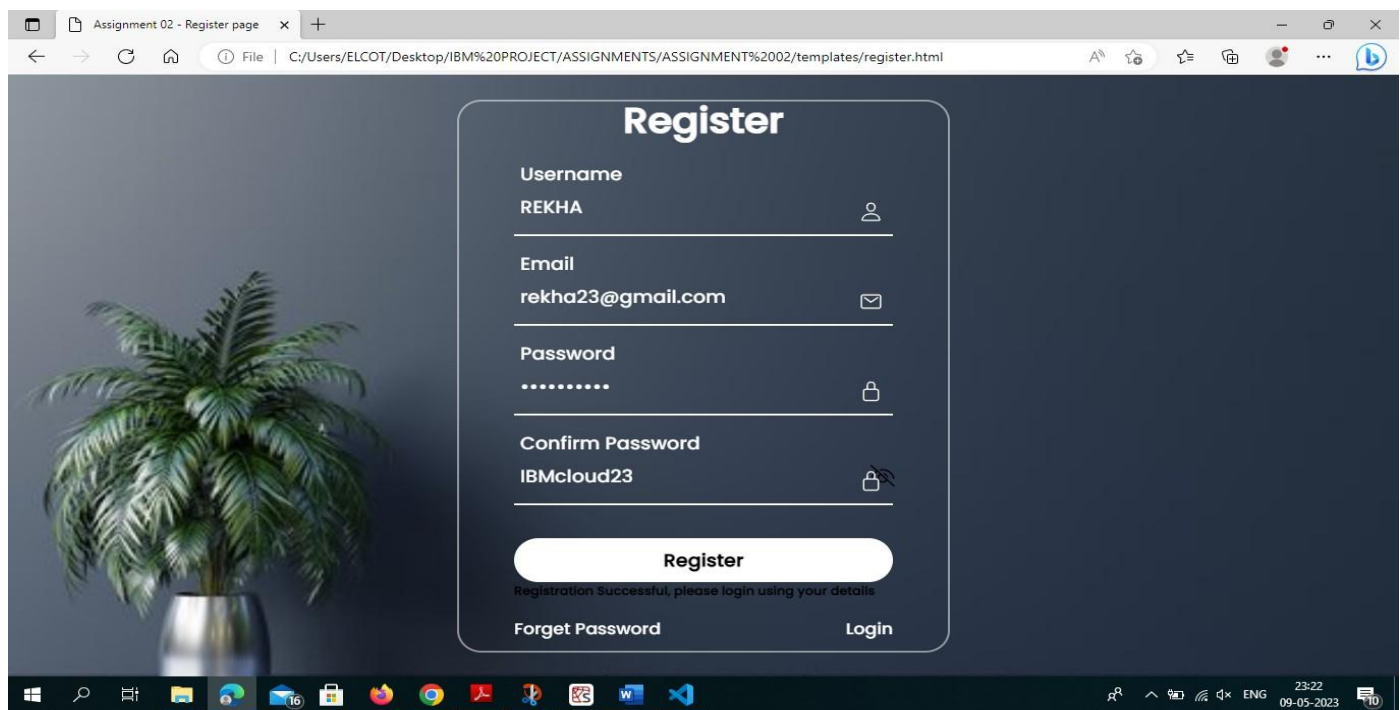 Assignment 02 - Register page
File | C:/Users/ELCOT/Desktop/IBM%20PROJECT/ASSIGNMENTS/ASSIGNMENT%2002/templates/register.html
Register
Username
REKHA
Email
rekha23@gmail.com
Password
••••••••••
Confirm Password
IBMcloud23
Register
Registration Successful, please login using your details
Forget Password Login
16
ENG 23:22
09-05-2023
10